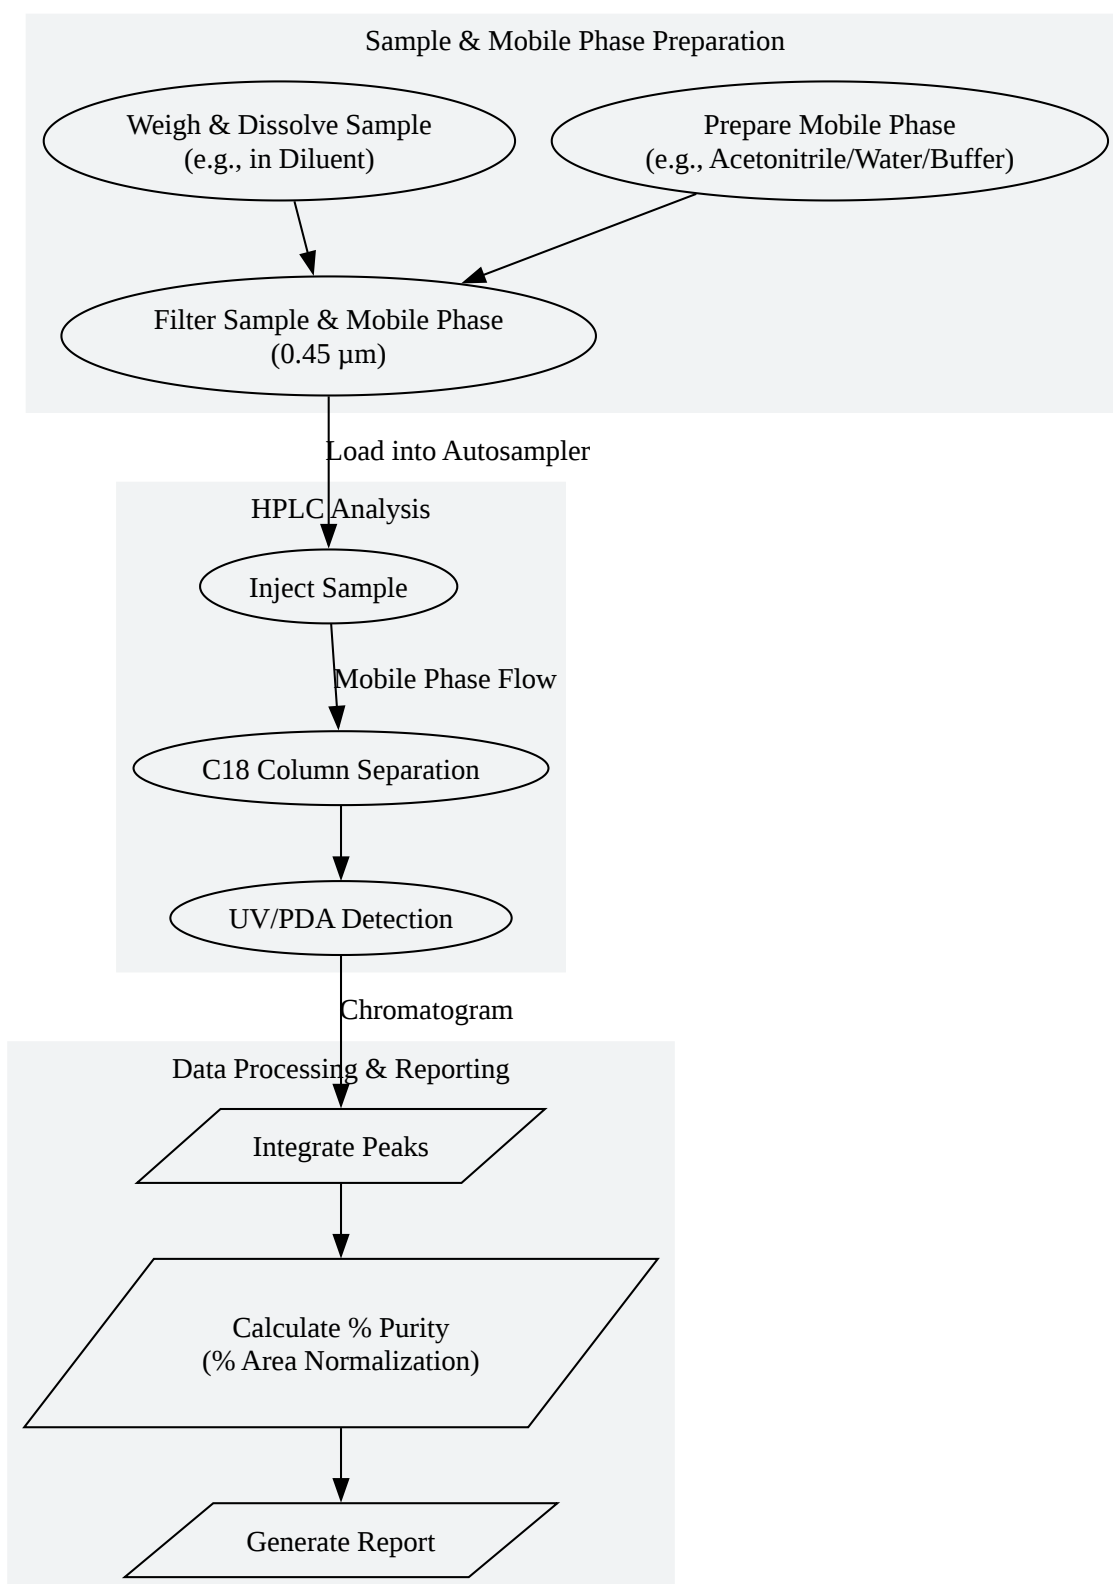 Sample & Mobile Phase Preparation
Weigh & Dissolve Sample
(e.g., in Diluent)
Prepare Mobile Phase
(e.g., Acetonitrile/Water/Buffer)
Filter Sample & Mobile Phase
(0.45 µm)
Load into Autosampler
HPLC Analysis
Inject Sample
Mobile Phase Flow
C18 Column Separation
UV/PDA Detection
Chromatogram
Data Processing & Reporting
Integrate Peaks
Calculate % Purity
(% Area Normalization)
Generate Report